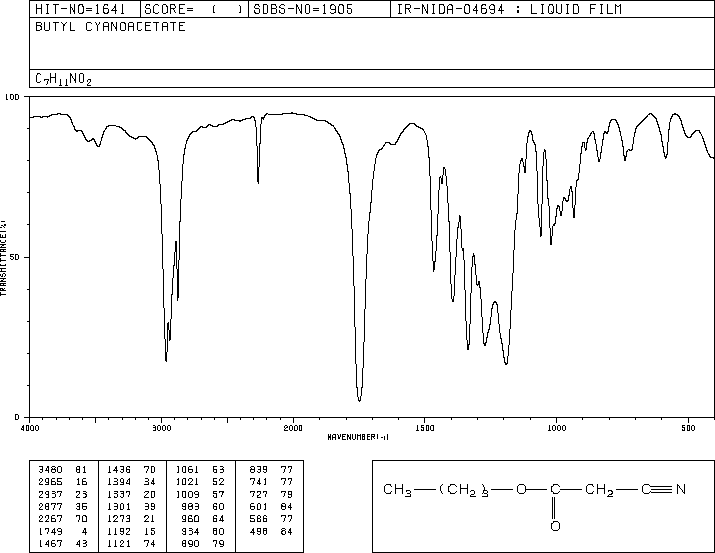 HIT-NO=1641 SCORE= ( ) SDBS-NO=1905 IR-NIDA-04694 : LIQUID FILM
BUTYL CYANOACETATE
C7H11NO2
100
50
0
TRANSMITTANCE(%)
4000 3000 2000 1500 1000 500
WAVENUMBER(-1)
3480 81 1436 70 1061 53 839 77
2965 16 1394 34 1021 52 741 77
2937 23 1337 20 1009 57 727 79
2877 35 1301 39 983 60 601 84
2267 70 1273 21 960 64 586 77
1749 4 1192 15 934 60 498 84
1467 43 1121 74 890 79
CH3 (CH2)3 O C CH2 C N
O